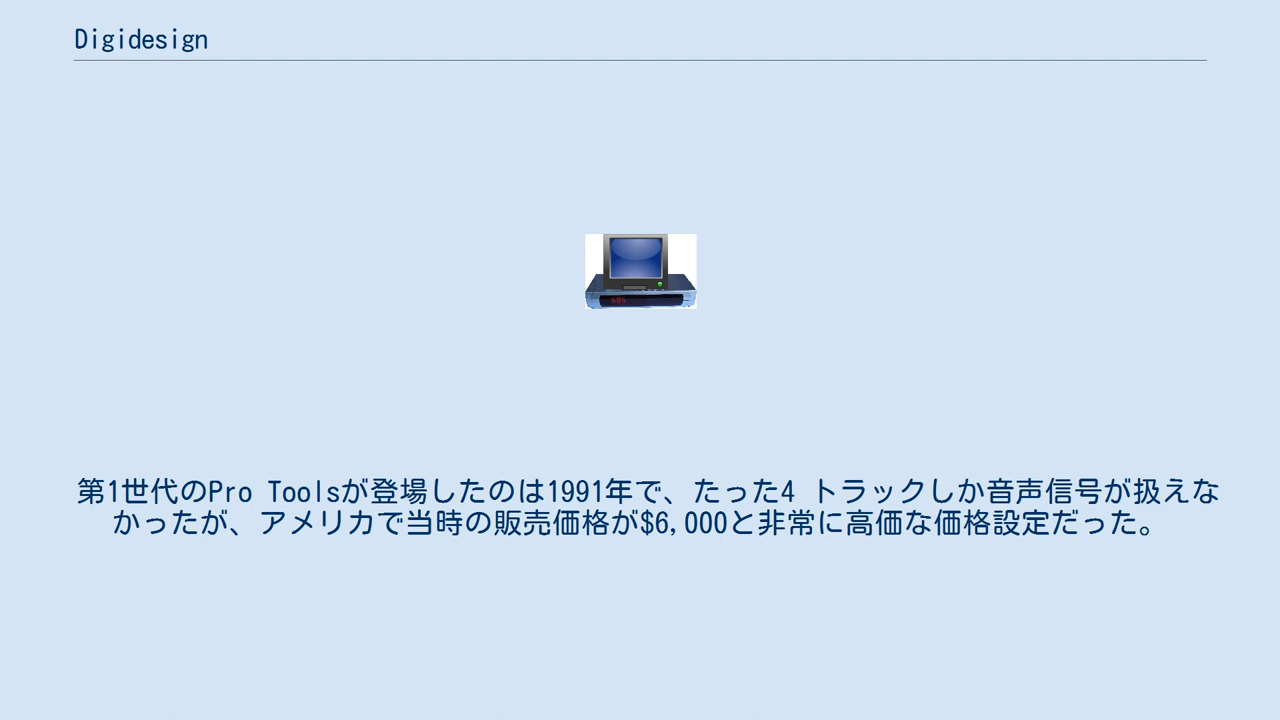 Digidesign
第1世代のPro Toolsが登場したのは1991年で、たった4 トラックしか音声信号が扱えな
かったが、アメリカで当時の販売価格が$6,000と非常に高価な価格設定だった。